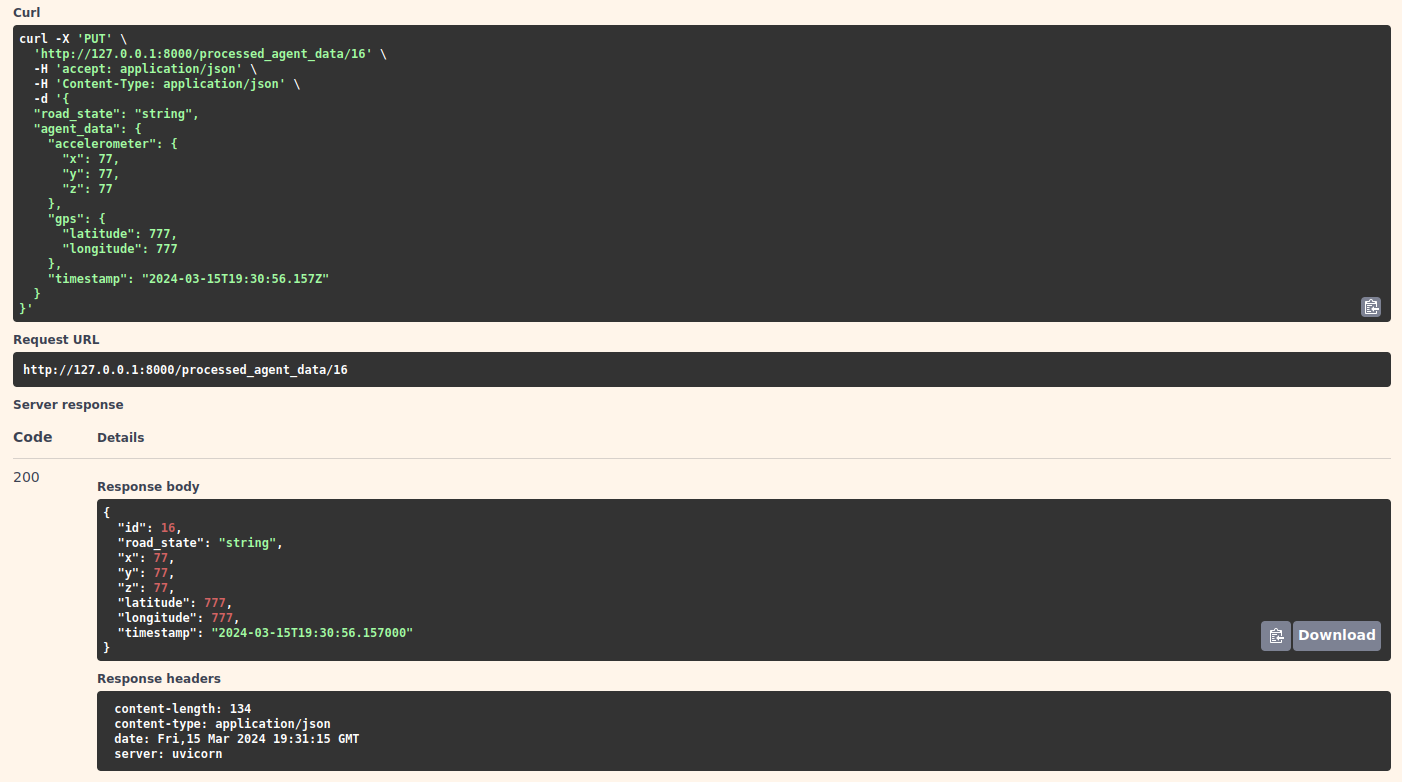 Curl
curl -X 'PUT' \
  'http://127.0.0.1:8000/processed_agent_data/16' \
  -H 'accept: application/json' \
  -H 'Content-Type: application/json' \
  -d '{
  "road_state": "string",
  "agent_data": {
    "accelerometer": {
      "x": 77,
      "y": 77,
      "z": 77
    },
    "gps": {
      "latitude": 777,
      "longitude": 777
    },
    "timestamp": "2024-03-15T19:30:56.157Z"
  }
}'
Request URL
http://127.0.0.1:8000/processed_agent_data/16
Server response
Code Details
200
Response body
{
  "id": 16,
  "road_state": "string",
  "x": 77,
  "y": 77,
  "z": 77,
  "latitude": 777,
  "longitude": 777,
  "timestamp": "2024-03-15T19:30:56.157000"
}
Download
Response headers
content-length: 134
content-type: application/json
date: Fri,15 Mar 2024 19:31:15 GMT
server: uvicorn